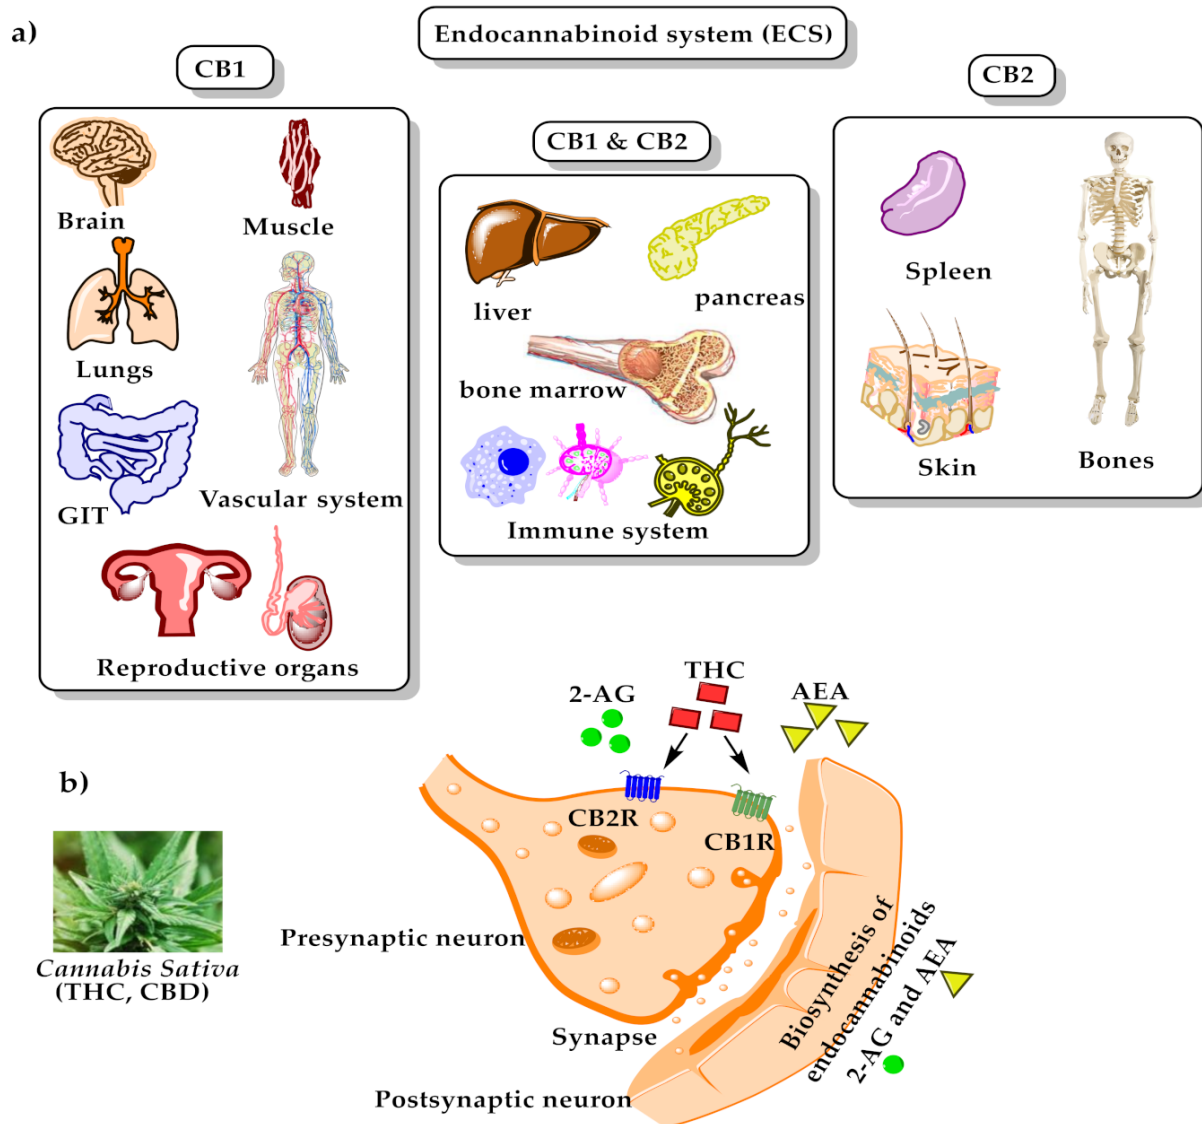 a)
Endocannabinoid system (ECS)
CB1
Brain
Muscle
Lungs
GIT
Vascular system
Reproductive organs
CB1 & CB2
liver
pancreas
bone marrow
Immune system
CB2
Spleen
Skin
Bones
b)
Cannabis Sativa
(THC, CBD)
2-AG
THC
AEA
CB2R
CB1R
Presynaptic neuron
Synapse
Postsynaptic neuron
Biosynthesis of
endocannabinoids
2-AG and AEA